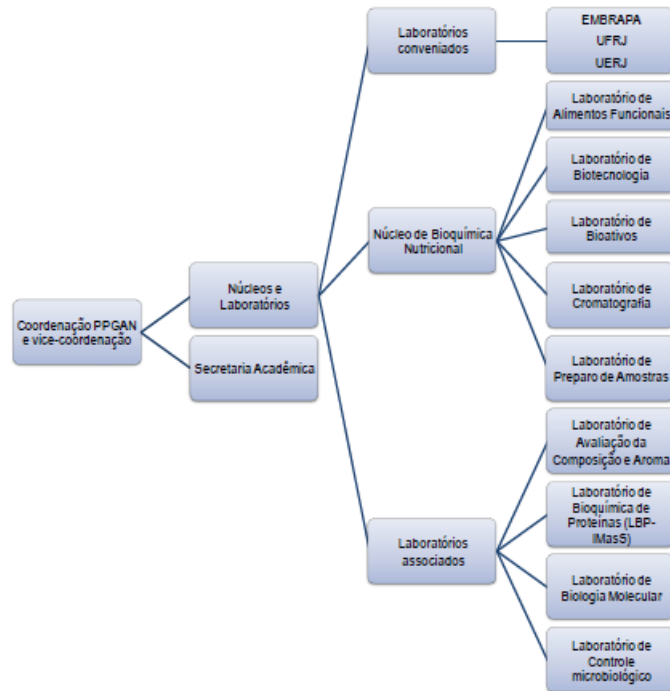 Coordenação PPGAN
e vice-coordenação
Núcleos e
Laboratórios
Secretaria Acadêmica
Laboratórios
conveniados
Núcleo de Bioquímica
Nutricional
Laboratórios
associados
EMBRAPA
UFRJ
UERJ
Laboratório de
Alimentos Funcionais
Laboratório de
Biotecnologia
Laboratório de
Bioativos
Laboratório de
Cromatografia
Laboratório de
Preparo de Amostras
Laboratório de
Avaliação da
Composição e Aroma
Laboratório de
Bioquímica de
Proteínas (LBP-
IMasS)
Laboratório de
Biologia Molecular
Laboratório de
Controle
microbiológico